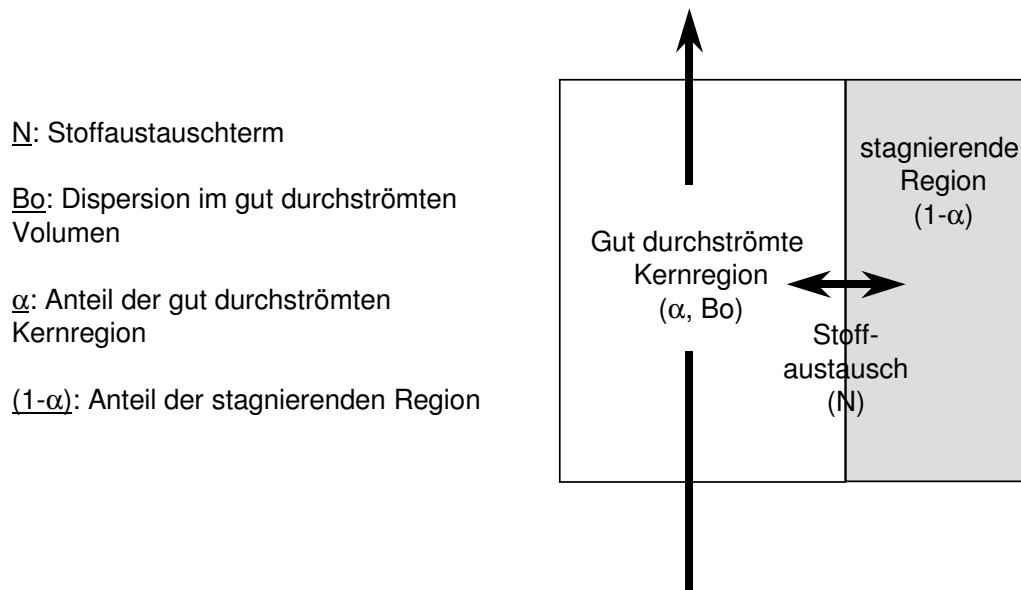 N: Stoffaustauschterm
Bo: Dispersion im gut durchströmten
Volumen
α: Anteil der gut durchströmten
Kernregion
(1-α): Anteil der stagnierenden Region
Gut durchströmte
Kernregion
(α, Bo)
stagnierende
Region
(1-α)
Stoff-
austausch
(N)